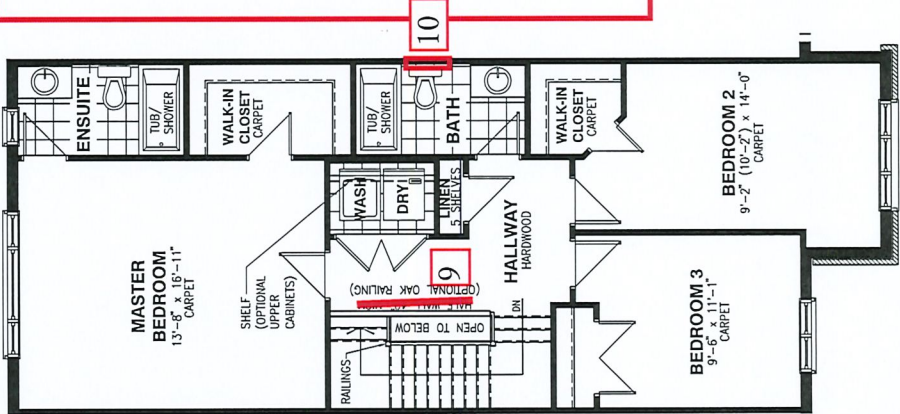 10
ENSUITE
TUB/
SHOWER
WALK-IN
CLOSET
CARPET
TUB/
SHOWER
BATH
WALK-IN
CLOSET
CARPET
BEDROOM 2
9'-2" (10'-2") x 14'-0"
CARPET
MASTER
BEDROOM
13'-8" x 16'-11"
CARPET
SHELF
(OPTIONAL
UPPER
CABINETS)
WASH
DRY
LINEN
5 SHELVES
HALLWAY
HARDWOOD
9
(OPTIONAL OAK RAILING)
HALF WALL
OPEN TO BELOW
RAILINGS
DN
BEDROOM 3
9'-6" x 11'-1"
CARPET